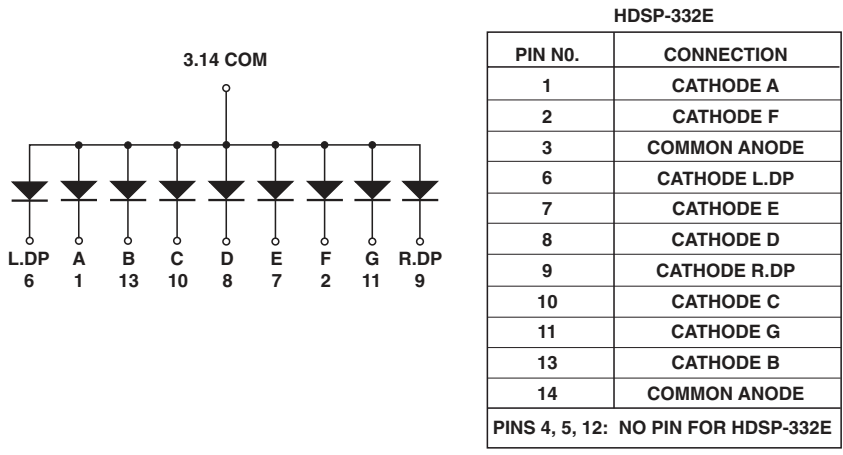 3.14 COM
L.DP A B C D E F G R.DP
6 1 13 10 8 7 2 11 9
HDSP-332E
PIN N0. CONNECTION
1 CATHODE A
2 CATHODE F
3 COMMON ANODE
6 CATHODE L.DP
7 CATHODE E
8 CATHODE D
9 CATHODE R.DP
10 CATHODE C
11 CATHODE G
13 CATHODE B
14 COMMON ANODE
PINS 4, 5, 12: NO PIN FOR HDSP-332E